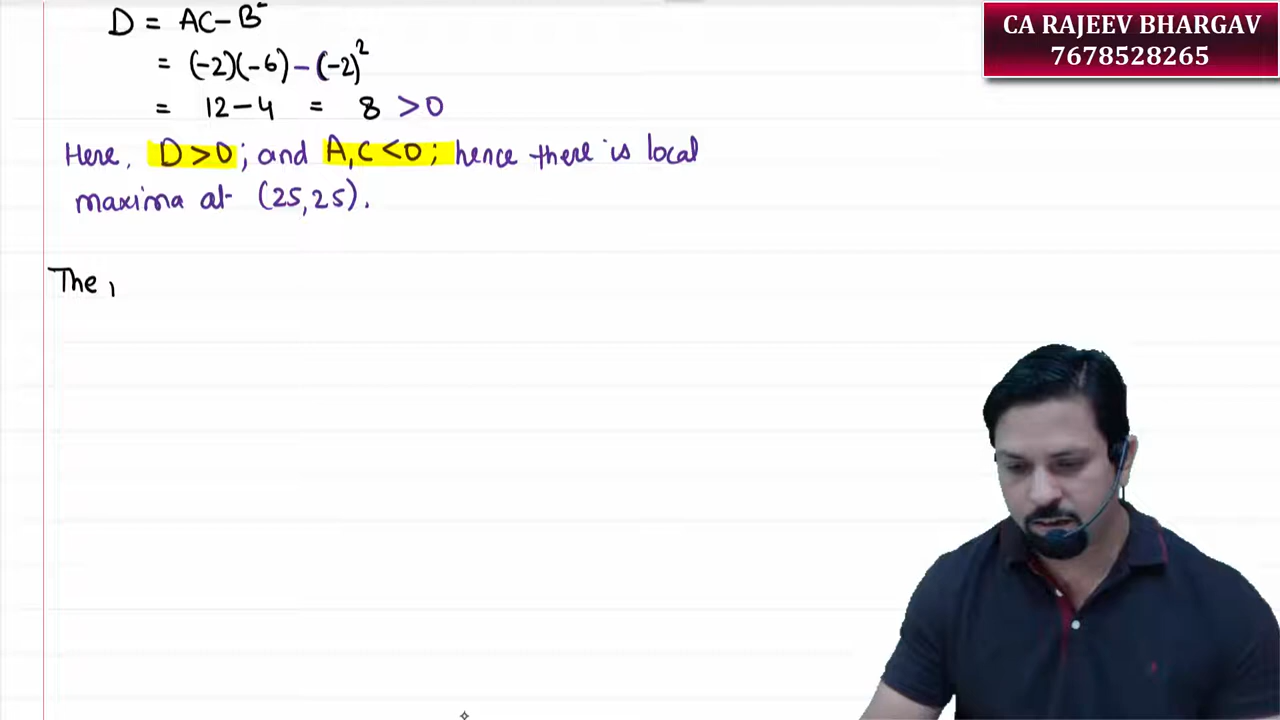 CA RAJEEV BHARGAV
7678528265
D = AC - B²
= (-2)(-6) - (-2)²
= 12 - 4 = 8 > 0
Here, D > 0; and A, C < 0; hence there is local
maxima at (25, 25).
The